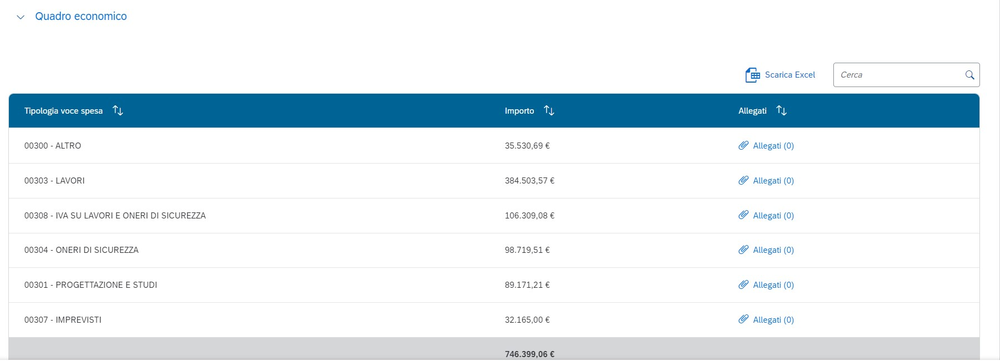 Quadro economico
Scarica Excel
Cerca
Tipologia voce spesa Importo Allegati
00300 - ALTRO 35.530,69 € Allegati (0)
00303 - LAVORI 384.503,57 € Allegati (0)
00308 - IVA SU LAVORI E ONERI DI SICUREZZA 106.309,08 € Allegati (0)
00304 - ONERI DI SICUREZZA 98.719,51 € Allegati (0)
00301 - PROGETTAZIONE E STUDI 89.171,21 € Allegati (0)
00307 - IMPREVISTI 32.165,00 € Allegati (0)
746.399,06 €